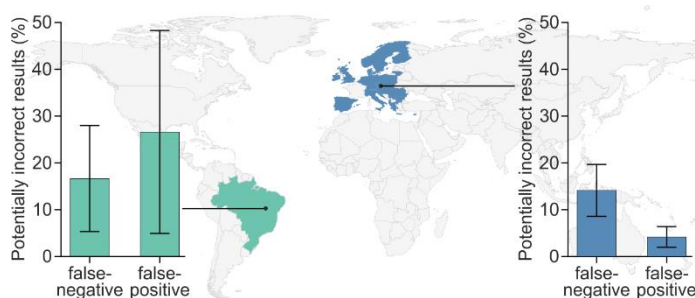 Potentially incorrect results (%)
50
40
30
20
10
0
false-
negative
false-
positive
Potentially incorrect results (%)
50
40
30
20
10
0
false-
negative
false-
positive